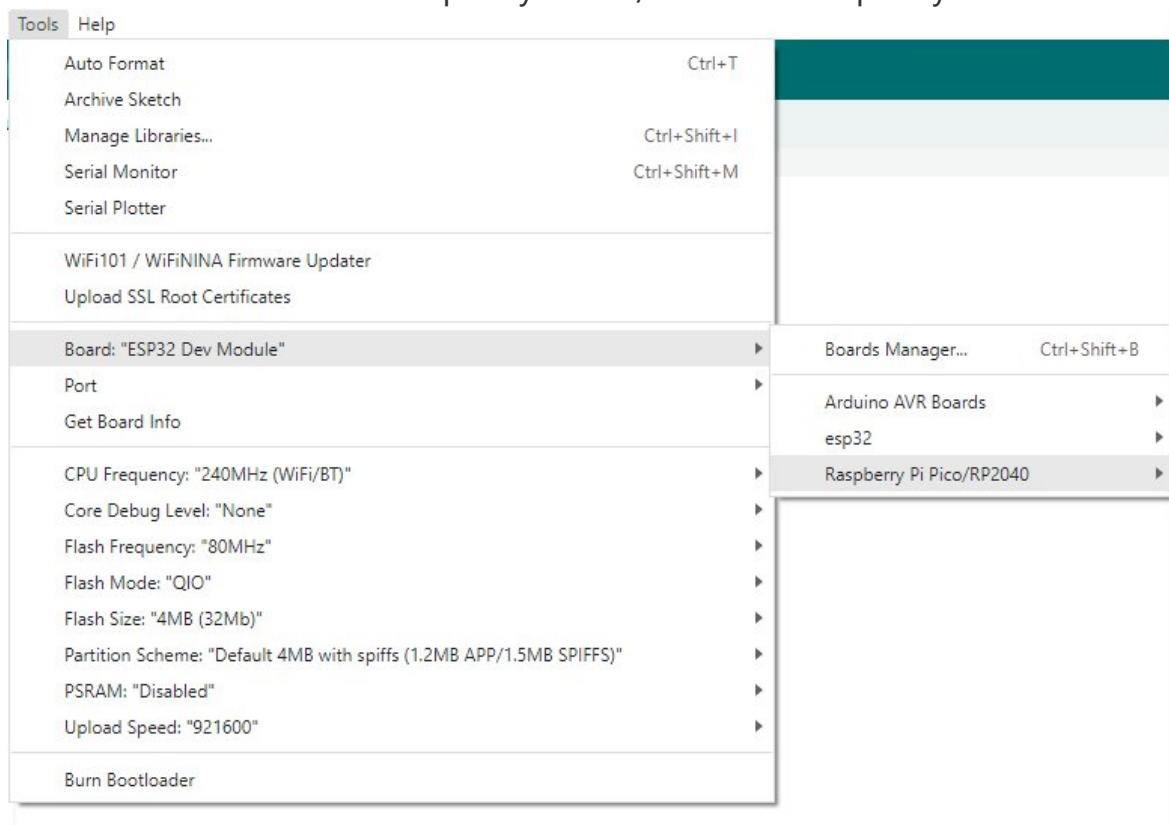 Tools Help
Auto Format Ctrl+T
Archive Sketch
Manage Libraries... Ctrl+Shift+I
Serial Monitor Ctrl+Shift+M
Serial Plotter
WiFi101 / WiFiNINA Firmware Updater
Upload SSL Root Certificates
Board: "ESP32 Dev Module"
Port
Get Board Info
CPU Frequency: "240MHz (WiFi/BT)"
Core Debug Level: "None"
Flash Frequency: "80MHz"
Flash Mode: "QIO"
Flash Size: "4MB (32Mb)"
Partition Scheme: "Default 4MB with spiffs (1.2MB APP/1.5MB SPIFFS)"
PSRAM: "Disabled"
Upload Speed: "921600"
Burn Bootloader
Boards Manager... Ctrl+Shift+B
Arduino AVR Boards
esp32
Raspberry Pi Pico/RP2040